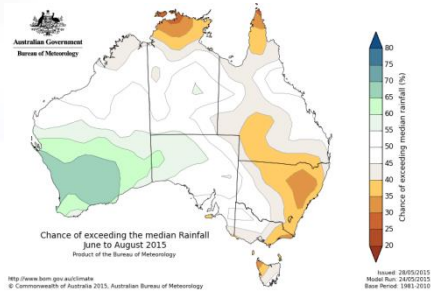 Australian Government
Bureau of Meteorology
80
75
70
65
60
55
50
45
40
35
30
25
20
Chance of exceeding median rainfall (%)
Chance of exceeding the median Rainfall
June to August 2015
Product of the Bureau of Meteorology
http://www.bom.gov.au/climate
© Commonwealth of Australia 2015, Australian Bureau of Meteorology
Issued: 28/05/2015
Model Run: 24/05/2015
Base Period: 1981-2010